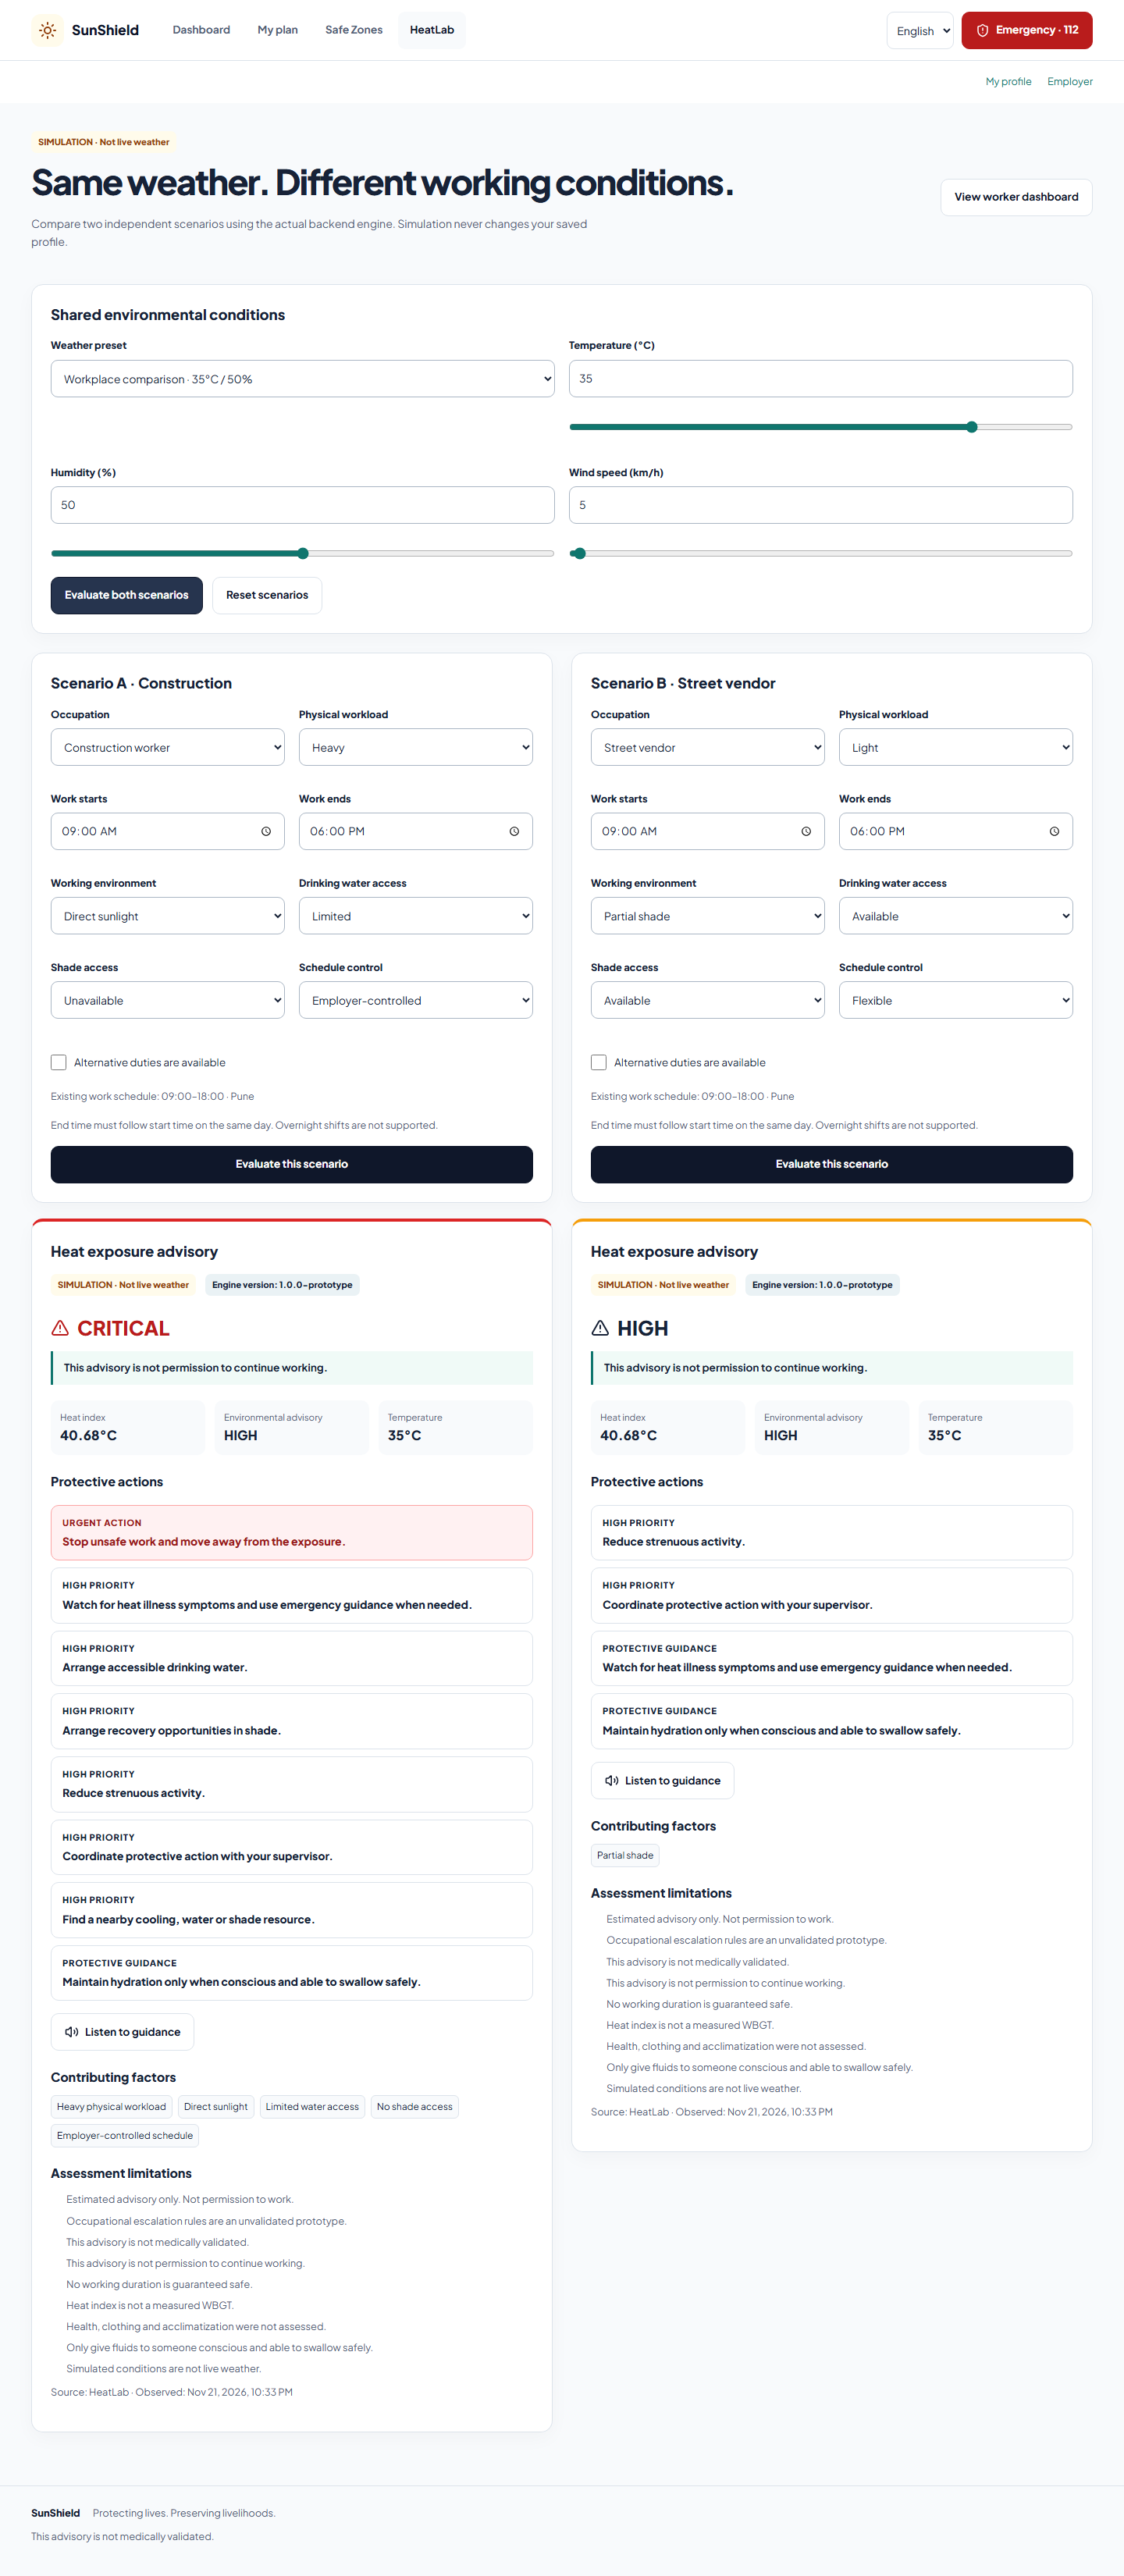 SunShield
Dashboard
My plan
Safe Zones
HeatLab
English
Emergency · 112
My profile
Employer
SIMULATION · Not live weather
Same weather. Different working conditions.
View worker dashboard
Compare two independent scenarios using the actual backend engine. Simulation never changes your saved
profile.
Shared environmental conditions
Weather preset
Temperature (°C)
Workplace comparison · 35°C / 50%
35
Humidity (%)
Wind speed (km/h)
50
5
Evaluate both scenarios
Reset scenarios
Scenario A · Construction
Occupation
Physical workload
Construction worker
Heavy
Work starts
Work ends
09:00 AM
06:00 PM
Working environment
Drinking water access
Direct sunlight
Limited
Shade access
Schedule control
Unavailable
Employer-controlled
Alternative duties are available
Existing work schedule: 09:00–18:00 · Pune
End time must follow start time on the same day. Overnight shifts are not supported.
Evaluate this scenario
Scenario B · Street vendor
Occupation
Physical workload
Street vendor
Light
Work starts
Work ends
09:00 AM
06:00 PM
Working environment
Drinking water access
Partial shade
Available
Shade access
Schedule control
Available
Flexible
Alternative duties are available
Existing work schedule: 09:00–18:00 · Pune
End time must follow start time on the same day. Overnight shifts are not supported.
Evaluate this scenario
Heat exposure advisory
SIMULATION · Not live weather
Engine version: 1.0.0-prototype
CRITICAL
This advisory is not permission to continue working.
Heat index
Environmental advisory
Temperature
40.68°C
HIGH
35°C
Protective actions
URGENT ACTION
Stop unsafe work and move away from the exposure.
HIGH PRIORITY
Watch for heat illness symptoms and use emergency guidance when needed.
HIGH PRIORITY
Arrange accessible drinking water.
HIGH PRIORITY
Arrange recovery opportunities in shade.
HIGH PRIORITY
Reduce strenuous activity.
HIGH PRIORITY
Coordinate protective action with your supervisor.
HIGH PRIORITY
Find a nearby cooling, water or shade resource.
PROTECTIVE GUIDANCE
Maintain hydration only when conscious and able to swallow safely.
Listen to guidance
Contributing factors
Heavy physical workload
Direct sunlight
Limited water access
No shade access
Employer-controlled schedule
Assessment limitations
Estimated advisory only. Not permission to work.
Occupational escalation rules are an unvalidated prototype.
This advisory is not medically validated.
This advisory is not permission to continue working.
No working duration is guaranteed safe.
Heat index is not a measured WBGT.
Health, clothing and acclimatization were not assessed.
Only give fluids to someone conscious and able to swallow safely.
Simulated conditions are not live weather.
Source: HeatLab · Observed: Nov 21, 2026, 10:33 PM
Heat exposure advisory
SIMULATION · Not live weather
Engine version: 1.0.0-prototype
HIGH
This advisory is not permission to continue working.
Heat index
Environmental advisory
Temperature
40.68°C
HIGH
35°C
Protective actions
HIGH PRIORITY
Reduce strenuous activity.
HIGH PRIORITY
Coordinate protective action with your supervisor.
PROTECTIVE GUIDANCE
Watch for heat illness symptoms and use emergency guidance when needed.
PROTECTIVE GUIDANCE
Maintain hydration only when conscious and able to swallow safely.
Listen to guidance
Contributing factors
Partial shade
Assessment limitations
Estimated advisory only. Not permission to work.
Occupational escalation rules are an unvalidated prototype.
This advisory is not medically validated.
This advisory is not permission to continue working.
No working duration is guaranteed safe.
Heat index is not a measured WBGT.
Health, clothing and acclimatization were not assessed.
Only give fluids to someone conscious and able to swallow safely.
Simulated conditions are not live weather.
Source: HeatLab · Observed: Nov 21, 2026, 10:33 PM
SunShield
Protecting lives. Preserving livelihoods.
This advisory is not medically validated.